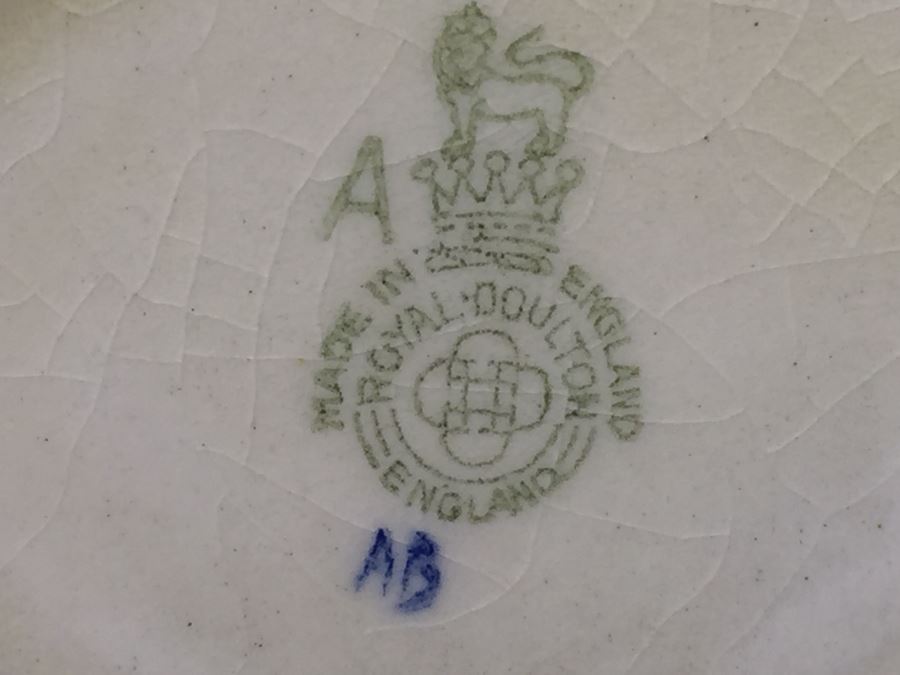 A
MADE IN ENGLAND
ROYAL·DOULTON
ENGLAND
AB